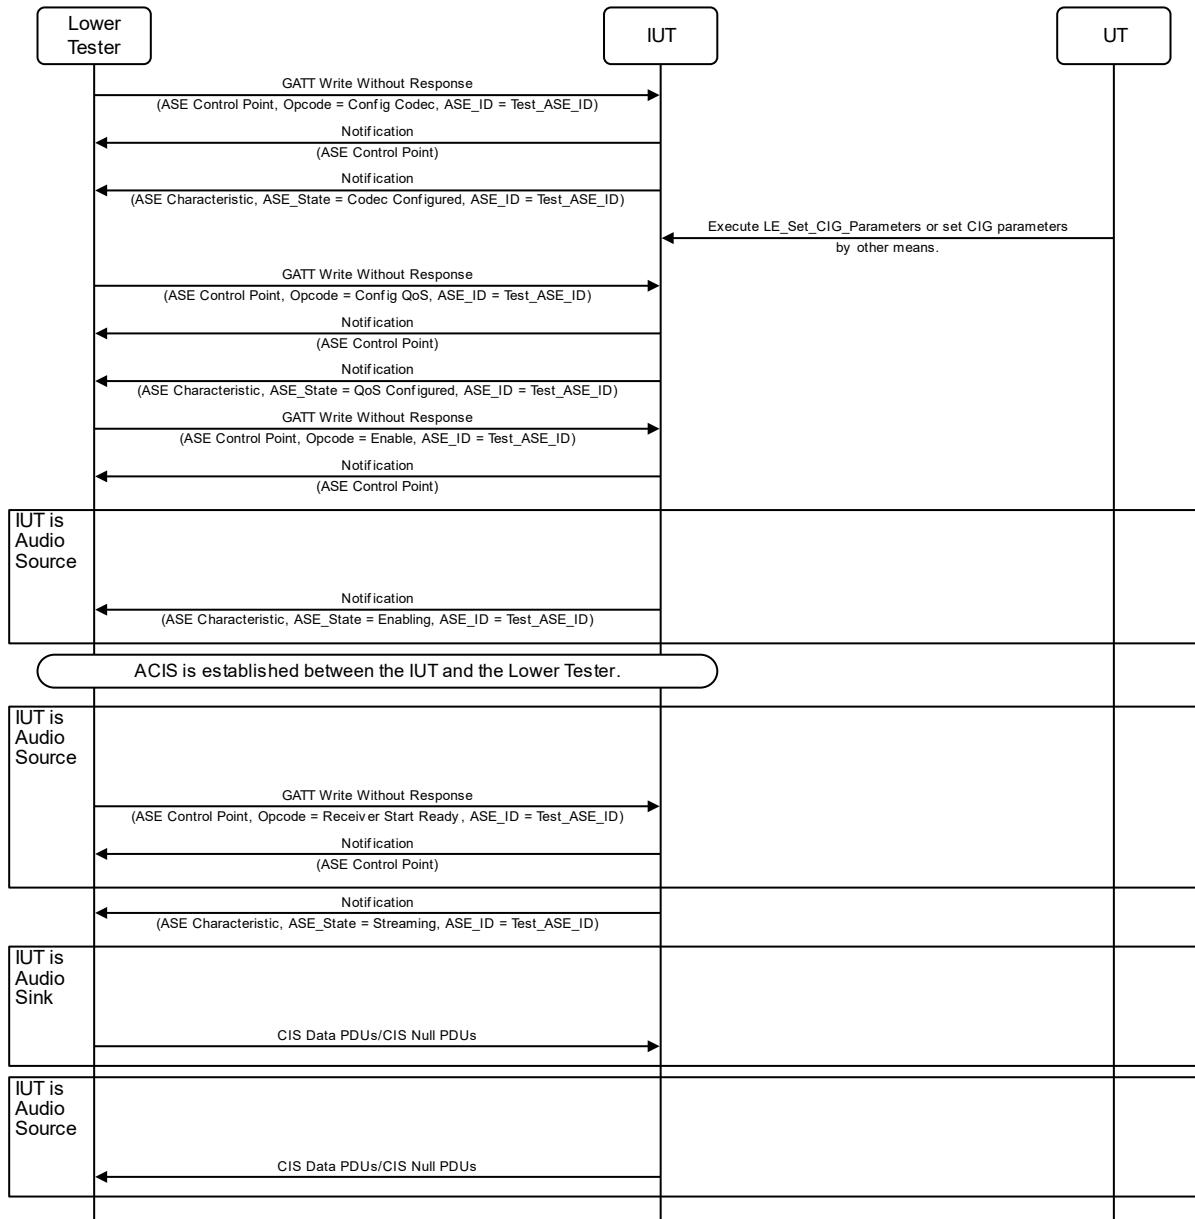 Lower
Tester
IUT
UT
GATT Write Without Response
(ASE Control Point, Opcode = Config Codec, ASE_ID = Test_ASE_ID)
Notification
(ASE Control Point)
Notification
(ASE Characteristic, ASE_State = Codec Configured, ASE_ID = Test_ASE_ID)
Execute LE_Set_CIG_Parameters or set CIG parameters
by other means.
GATT Write Without Response
(ASE Control Point, Opcode = Config QoS, ASE_ID = Test_ASE_ID)
Notification
(ASE Control Point)
Notification
(ASE Characteristic, ASE_State = QoS Configured, ASE_ID = Test_ASE_ID)
GATT Write Without Response
(ASE Control Point, Opcode = Enable, ASE_ID = Test_ASE_ID)
Notification
(ASE Control Point)
IUT is
Audio
Source
Notification
(ASE Characteristic, ASE_State = Enabling, ASE_ID = Test_ASE_ID)
ACIS is established between the IUT and the Lower Tester.
IUT is
Audio
Source
GATT Write Without Response
(ASE Control Point, Opcode = Receiver Start Ready, ASE_ID = Test_ASE_ID)
Notification
(ASE Control Point)
Notification
(ASE Characteristic, ASE_State = Streaming, ASE_ID = Test_ASE_ID)
IUT is
Audio
Sink
CIS Data PDUs/CIS Null PDUs
IUT is
Audio
Source
CIS Data PDUs/CIS Null PDUs